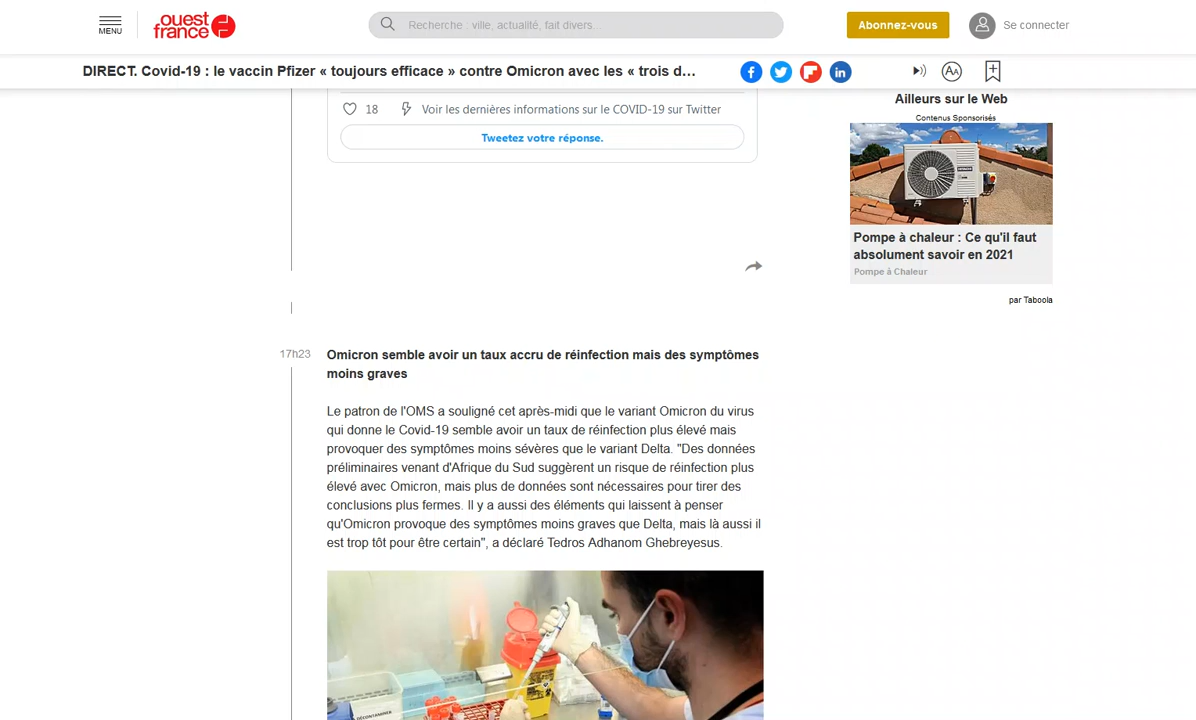 MENU
ouest
france
Recherche : ville, actualité, fait divers...
Abonnez-vous
Se connecter
DIRECT. Covid-19 : le vaccin Pfizer « toujours efficace » contre Omicron avec les « trois d…
AA
18
Voir les dernières informations sur le COVID-19 sur Twitter
Tweetez votre réponse.
Ailleurs sur le Web
Contenus Sponsorisés
Pompe à chaleur : Ce qu'il faut
absolument savoir en 2021
Pompe à Chaleur
par Taboola
17h23
Omicron semble avoir un taux accru de réinfection mais des symptômes
moins graves
Le patron de l'OMS a souligné cet après-midi que le variant Omicron du virus
qui donne le Covid-19 semble avoir un taux de réinfection plus élevé mais
provoquer des symptômes moins sévères que le variant Delta. "Des données
préliminaires venant d'Afrique du Sud suggèrent un risque de réinfection plus
élevé avec Omicron, mais plus de données sont nécessaires pour tirer des
conclusions plus fermes. Il y a aussi des éléments qui laissent à penser
qu'Omicron provoque des symptômes moins graves que Delta, mais là aussi il
est trop tôt pour être certain", a déclaré Tedros Adhanom Ghebreyesus.
DÉCONTAMINER